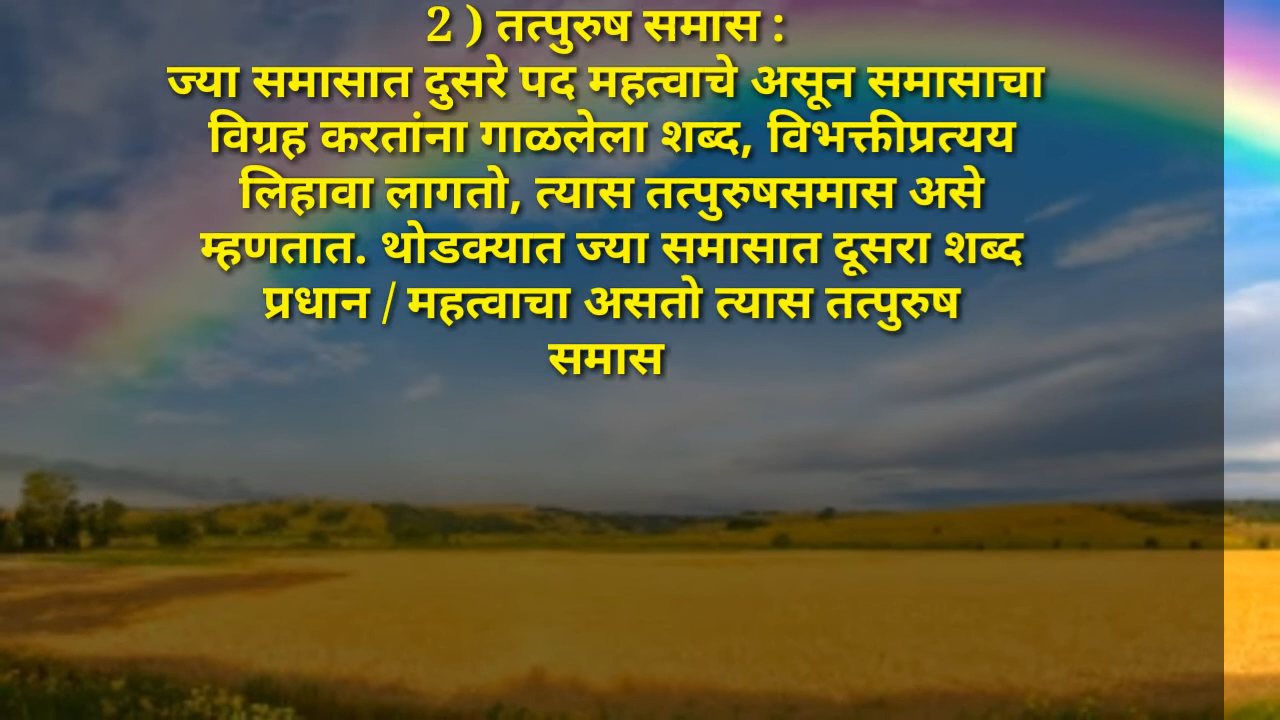 2 ) तत्पुरुष समास :
ज्या समासात दुसरे पद महत्वाचे असून समासाचा
विग्रह करतांना गाळलेला शब्द, विभक्तीप्रत्यय
लिहावा लागतो, त्यास तत्पुरुषसमास असे
म्हणतात. थोडक्यात ज्या समासात दूसरा शब्द
प्रधान / महत्वाचा असतो त्यास तत्पुरुष
समास